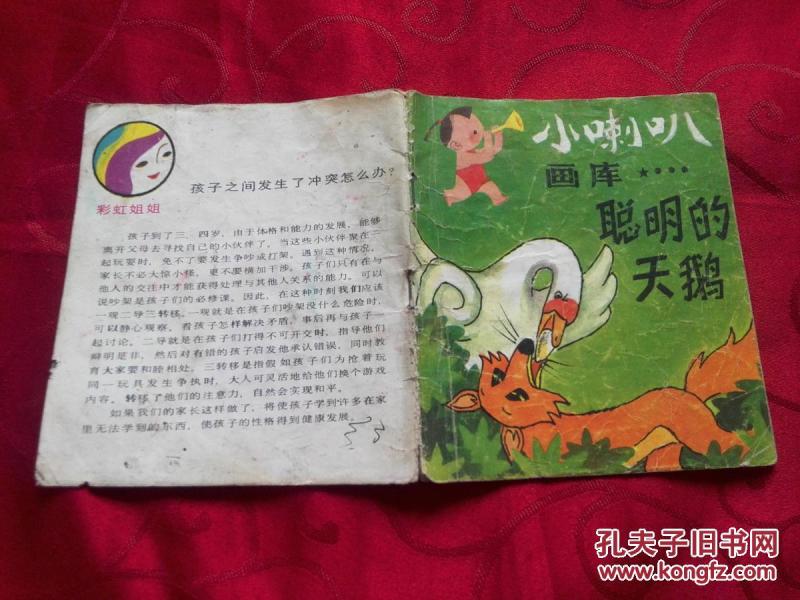 孩子之间发生了冲突怎么办?
彩虹姐姐
孩子到了三、四岁,由于体格和能力的发展,能够
离开父母去寻找自己的小伙伴了。当这些小伙伴聚在一
起玩耍时,免不了要发生争吵或打架。遇到这种情况,
家长不必大惊小怪,更不要横加干涉。孩子们只有在与
他人的交往中才能获得处理与其他人关系的能力。可以
说吵架是孩子们的必修课。因此,在这种时刻我们应该
一观二导三转移。一观就是在孩子们吵架没什么危险时,
可以静心观察。看孩子怎样解决矛盾,事后再与孩子一
起讨论。二导就是在孩子们打得不可开交时,指导他们
辩明是非,然后对有错的孩子启发他承认错误,同时教
育大家要和睦相处。三转移是指假如孩子们为抢着玩
同一玩具发生争执时,大人可灵活地给他们换个游戏
内容。转移了他们的注意力,自然会实现和平。
如果我们的家长这样做了,将使孩子学到许多在家
里无法学到的东西,使孩子的性格得到健康发展。
小喇叭
画库
聪明的
天鹅
孔夫子旧书网
www.kongfz.com